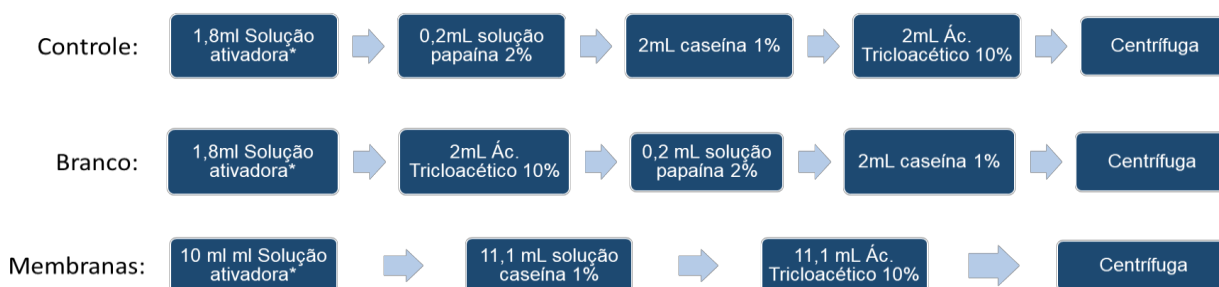 Controle:
1,8ml Solução
ativadora*
0,2mL solução
papaína 2%
2mL caseína 1%
2mL Ác.
Tricloacético 10%
Centrífuga
Branco:
1,8ml Solução
ativadora*
2mL Ác.
Tricloacético 10%
0,2 mL solução
papaína 2%
2mL caseína 1%
Centrífuga
Membranas:
10 ml ml Solução
ativadora*
11,1 mL solução
caseína 1%
11,1 mL Ác.
Tricloacético 10%
Centrífuga